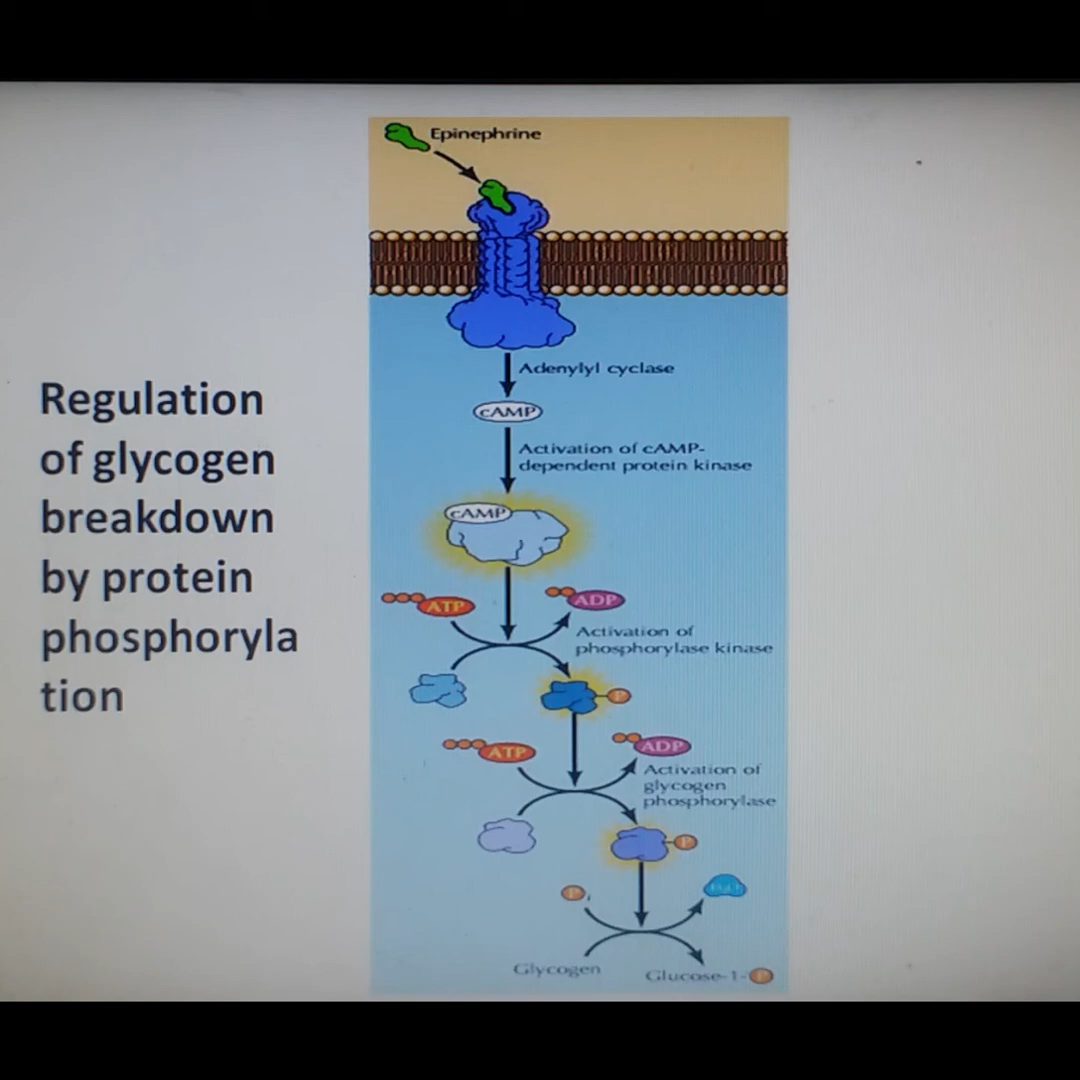 Epinephrine
Adenylyl cyclase
cAMP
Activation of cAMP-
dependent protein kinase
cAMP
ATP
ADP
Activation of
phosphorylase kinase
P
ATP
ADP
Activation of
glycogen
phosphorylase
P
P i
Glycogen
Glucose-1-P
Regulation
of glycogen
breakdown
by protein
phosphoryla
tion